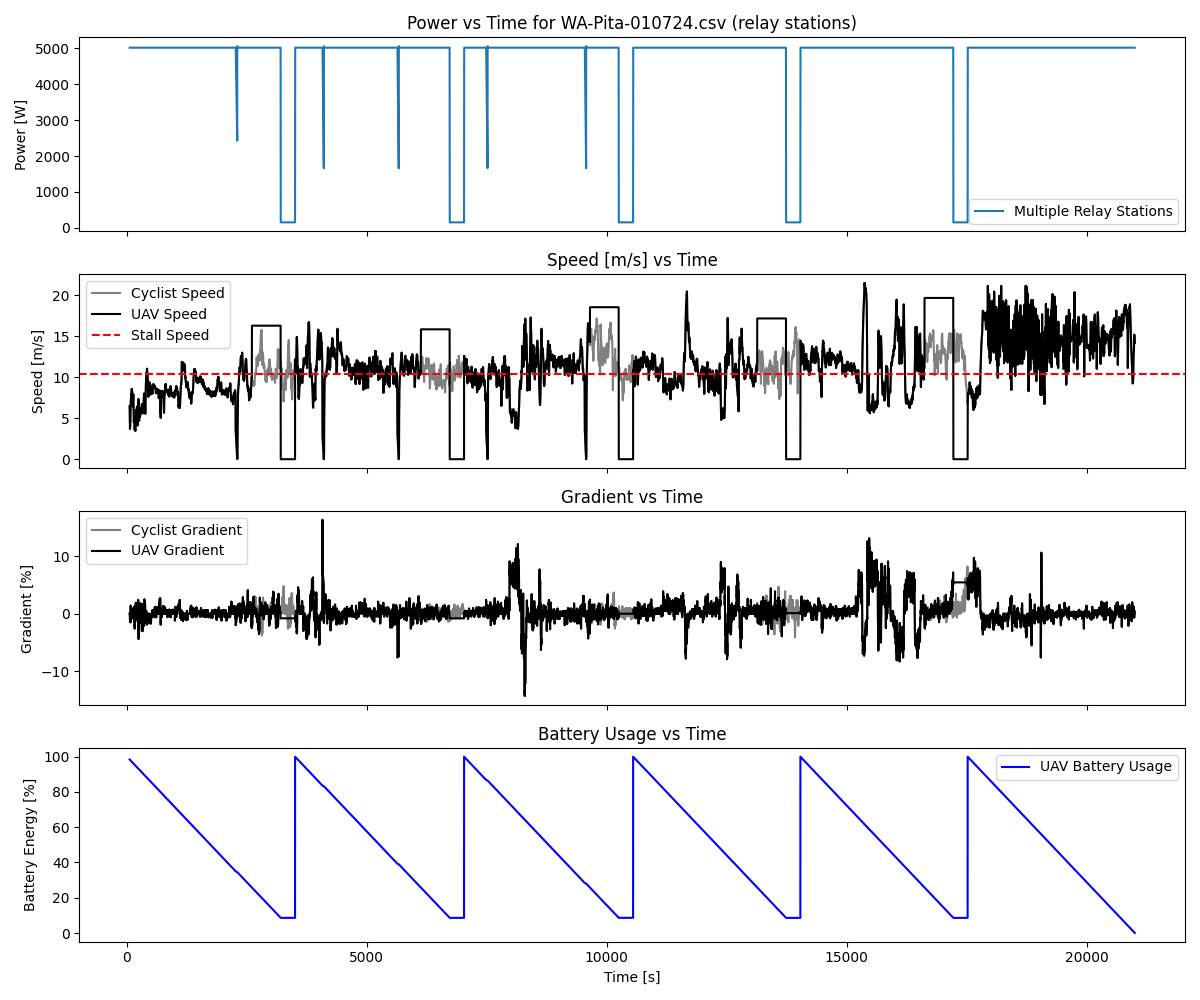 Power vs Time for WA-Pita-010724.csv (relay stations)
5000
4000
3000
2000
1000
0
Power [W]
Multiple Relay Stations
Speed [m/s] vs Time
20
15
10
5
0
Speed [m/s]
Cyclist Speed
UAV Speed
Stall Speed
Gradient vs Time
10
0
−10
Gradient [%]
Cyclist Gradient
UAV Gradient
Battery Usage vs Time
100
80
60
40
20
0
Battery Energy [%]
UAV Battery Usage
0 5000 10000 15000 20000
Time [s]